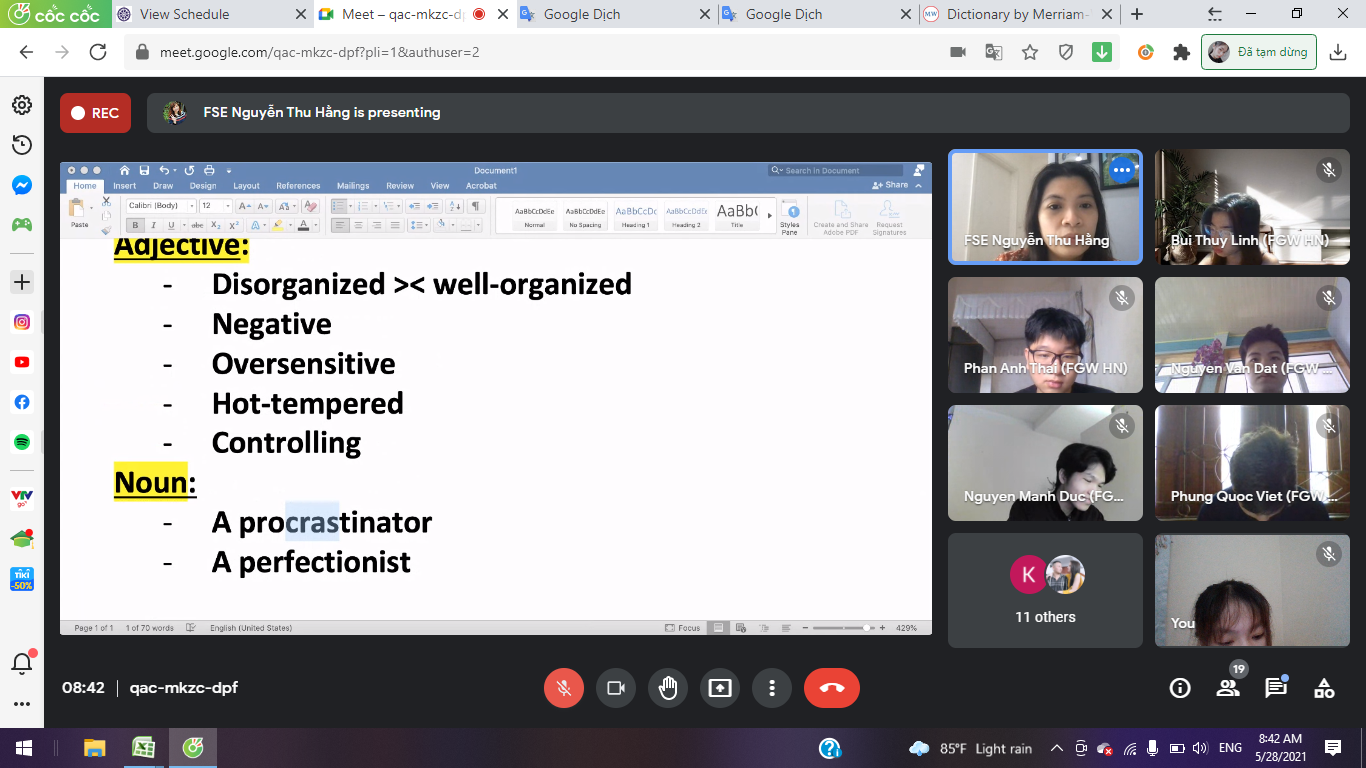 cốc cốc
View Schedule
Meet – qac-mkzc-dp
Google Dịch
Google Dịch
Dictionary by Merriam-
meet.google.com/qac-mkzc-dpf?pli=1&authuser=2
Đã tạm dừng
REC
FSE Nguyễn Thu Hằng is presenting
Document1
Search in Document
Home Insert Draw Design Layout References Mailings Review View Acrobat
Share
Paste
Calibri (Body) 12
AaBbCcDdEe Normal
AaBbCcDdEe No Spacing
AaBbCcDc Heading 1
AaBbCcDdEe Heading 2
AaBb( Title
Styles Pane
Create and Share Adobe PDF
Request Signatures
Adjective:
- Disorganized >< well-organized
- Negative
- Oversensitive
- Hot-tempered
- Controlling
Noun:
- A procrastinator
- A perfectionist
Page 1 of 1 1 of 70 words English (United States)
Focus
429%
FSE Nguyễn Thu Hằng
Bui Thuy Linh (FGW HN)
Phan Anh Thai (FGW HN)
Nguyen Van Dat (FGW ...
Nguyen Manh Duc (FG...
Phung Quoc Viet (FGW ...
K
11 others
You
VTV
go
TIKI
-50%
08:42 | qac-mkzc-dpf
19
85°F Light rain
ENG
8:42 AM
5/28/2021